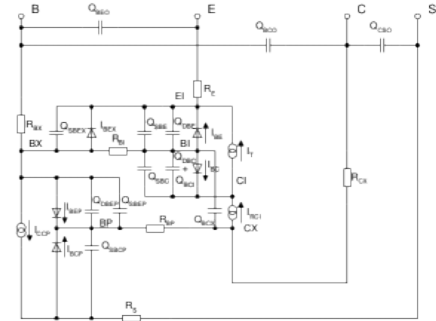 B E C S
Q_BEO
Q_BCO Q_CSO
R_E
EI
R_BX Q_SBEX I_BEX Q_SBE Q_DBE I_BE
R_BI
BX BI I_T
Q_DBC I_BC
Q_SBC + Q_BCI CI R_CX
I_BEP Q_DBEP Q_SBEP R_BP Q_BCX I_RCI
I_CCP BP CX
I_BCP Q_SBCP
R_S